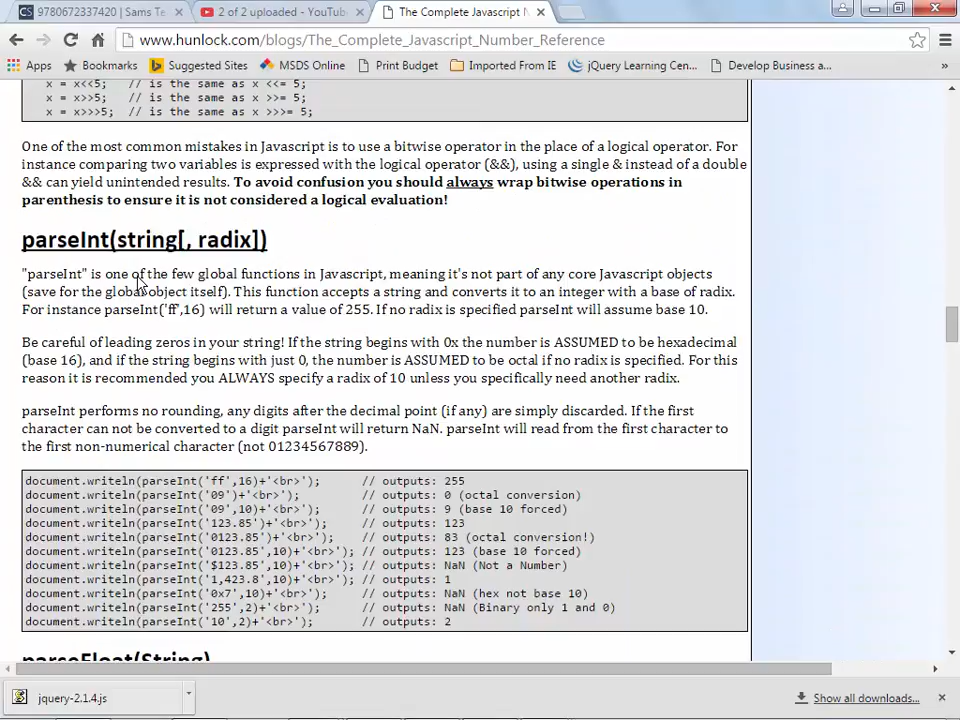 9780672337420 | Sams Te
2 of 2 uploaded - YouTub
The Complete Javascript N
www.hunlock.com/blogs/The_Complete_Javascript_Number_Reference
Apps Bookmarks Suggested Sites MSDS Online Print Budget Imported From IE jQuery Learning Cen... Develop Business a... »
x = x<<5; // is the same as x <<= 5;
x = x>>5; // is the same as x >>= 5;
x = x>>>5; // is the same as x >>>= 5;
One of the most common mistakes in Javascript is to use a bitwise operator in the place of a logical operator. For
instance comparing two variables is expressed with the logical operator (&&), using a single & instead of a double
&& can yield unintended results. To avoid confusion you should always wrap bitwise operations in
parenthesis to ensure it is not considered a logical evaluation!
parseInt(string[, radix])
"parseInt" is one of the few global functions in Javascript, meaning it's not part of any core Javascript objects
(save for the global object itself). This function accepts a string and converts it to an integer with a base of radix.
For instance parseInt('ff',16) will return a value of 255. If no radix is specified parseInt will assume base 10.
Be careful of leading zeros in your string! If the string begins with 0x the number is ASSUMED to be hexadecimal
(base 16), and if the string begins with just 0, the number is ASSUMED to be octal if no radix is specified. For this
reason it is recommended you ALWAYS specify a radix of 10 unless you specifically need another radix.
parseInt performs no rounding, any digits after the decimal point (if any) are simply discarded. If the first
character can not be converted to a digit parseInt will return NaN. parseInt will read from the first character to
the first non-numerical character (not 01234567889).
document.writeln(parseInt('ff',16)+'<br>'); // outputs: 255
document.writeln(parseInt('09')+'<br>'); // outputs: 0 (octal conversion)
document.writeln(parseInt('09',10)+'<br>'); // outputs: 9 (base 10 forced)
document.writeln(parseInt('123.85')+'<br>'); // outputs: 123
document.writeln(parseInt('0123.85')+'<br>'); // outputs: 83 (octal conversion!)
document.writeln(parseInt('0123.85',10)+'<br>'); // outputs: 123 (base 10 forced)
document.writeln(parseInt('$123.85',10)+'<br>'); // outputs: NaN (Not a Number)
document.writeln(parseInt('1,423.8',10)+'<br>'); // outputs: 1
document.writeln(parseInt('0x7',10)+'<br>'); // outputs: NaN (hex not base 10)
document.writeln(parseInt('255',2)+'<br>'); // outputs: NaN (Binary only 1 and 0)
document.writeln(parseInt('10',2)+'<br>'); // outputs: 2
parseFloat(String)
jquery-2.1.4.js
Show all downloads...